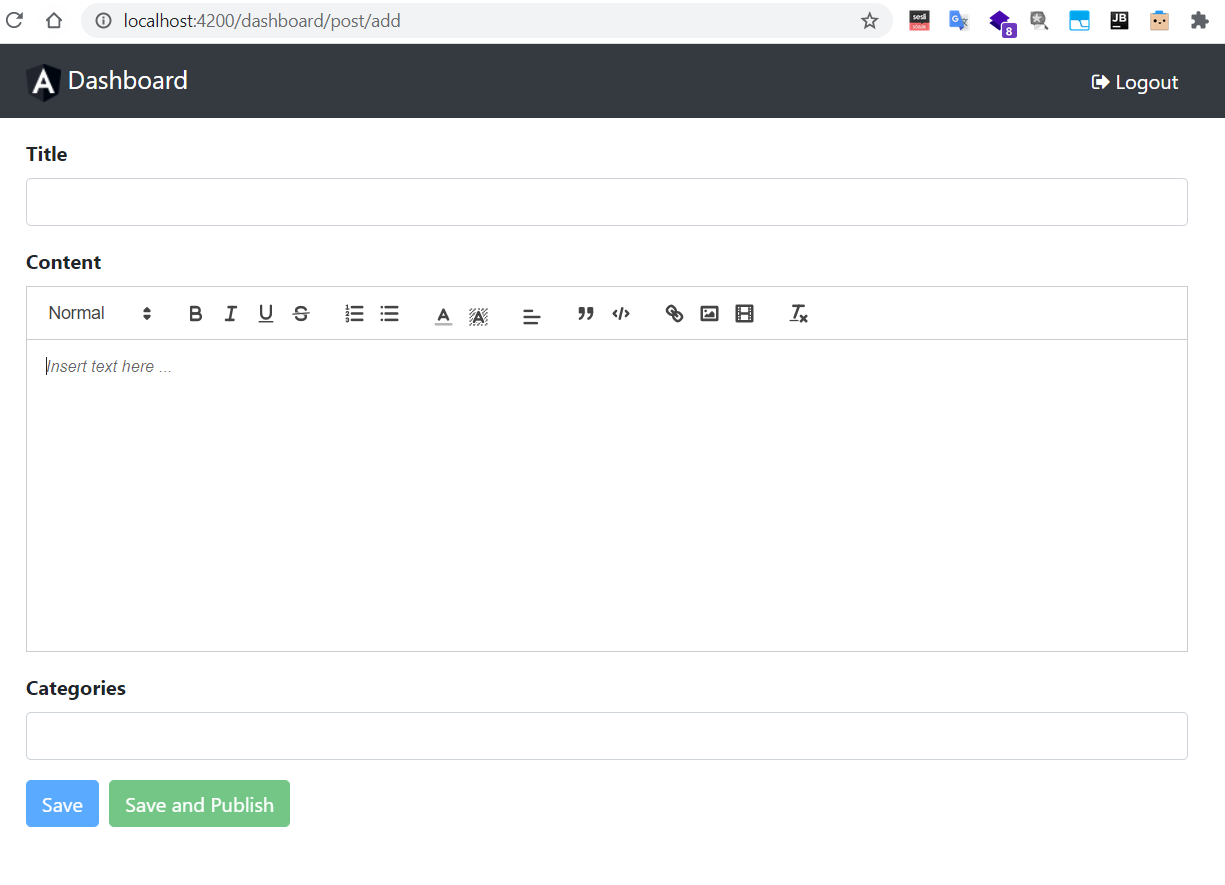 localhost:4200/dashboard/post/add
sesli
8
JB
Dashboard
Logout
Title
Content
Normal
Insert text here ...
Categories
Save
Save and Publish